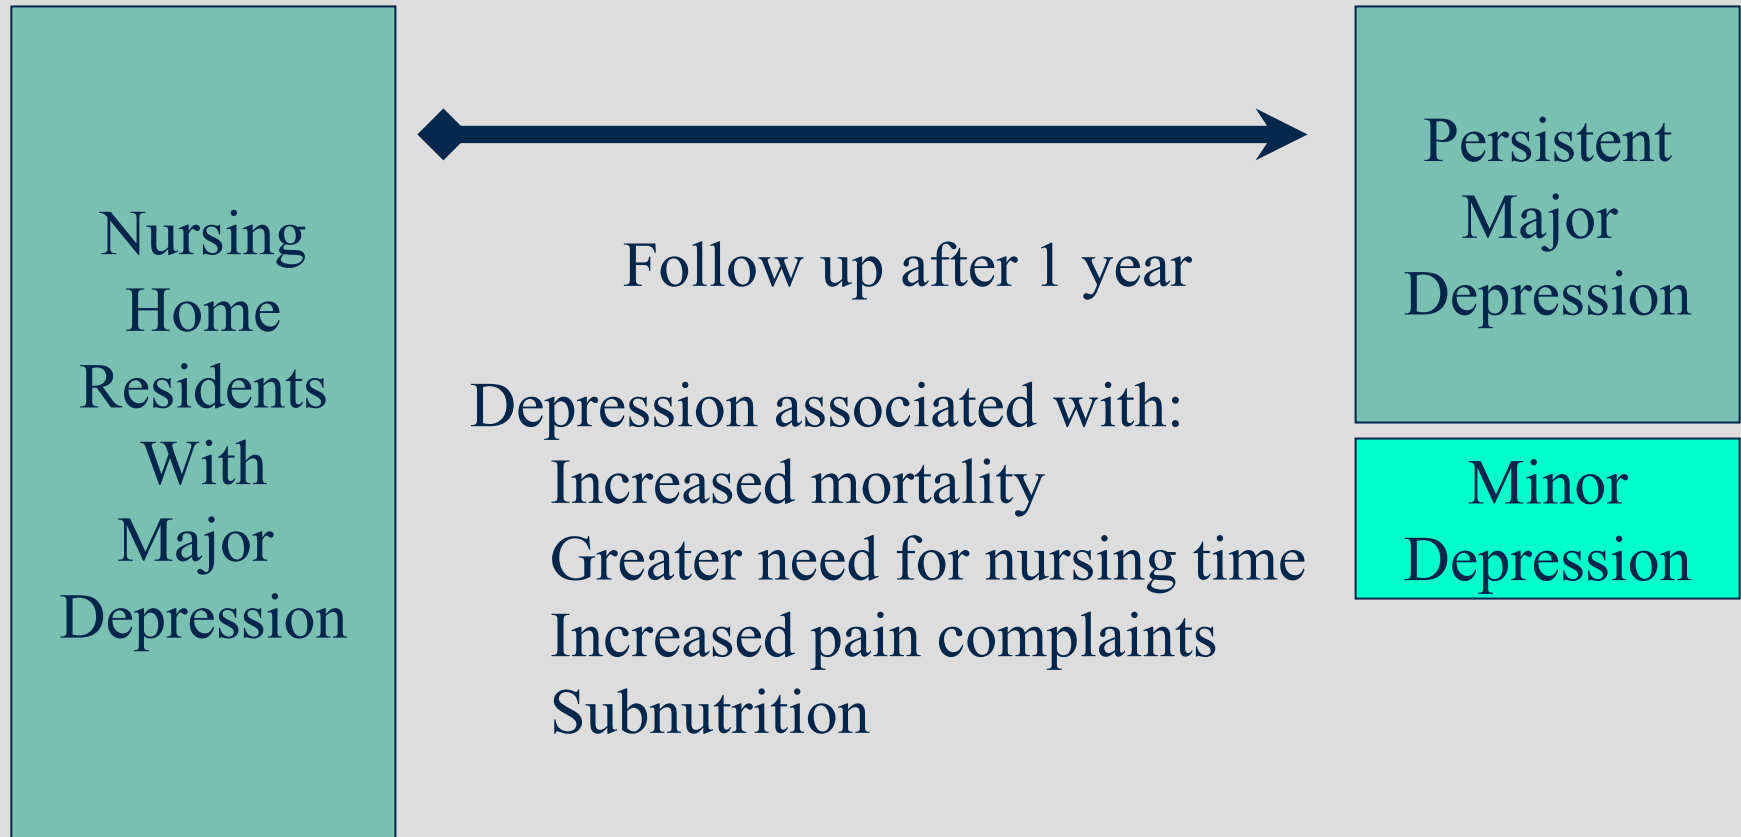 Nursing
Home
Residents
With
Major
Depression
Follow up after 1 year
Depression associated with:
Increased mortality
Greater need for nursing time
Increased pain complaints
Subnutrition
Persistent
Major
Depression
Minor
Depression